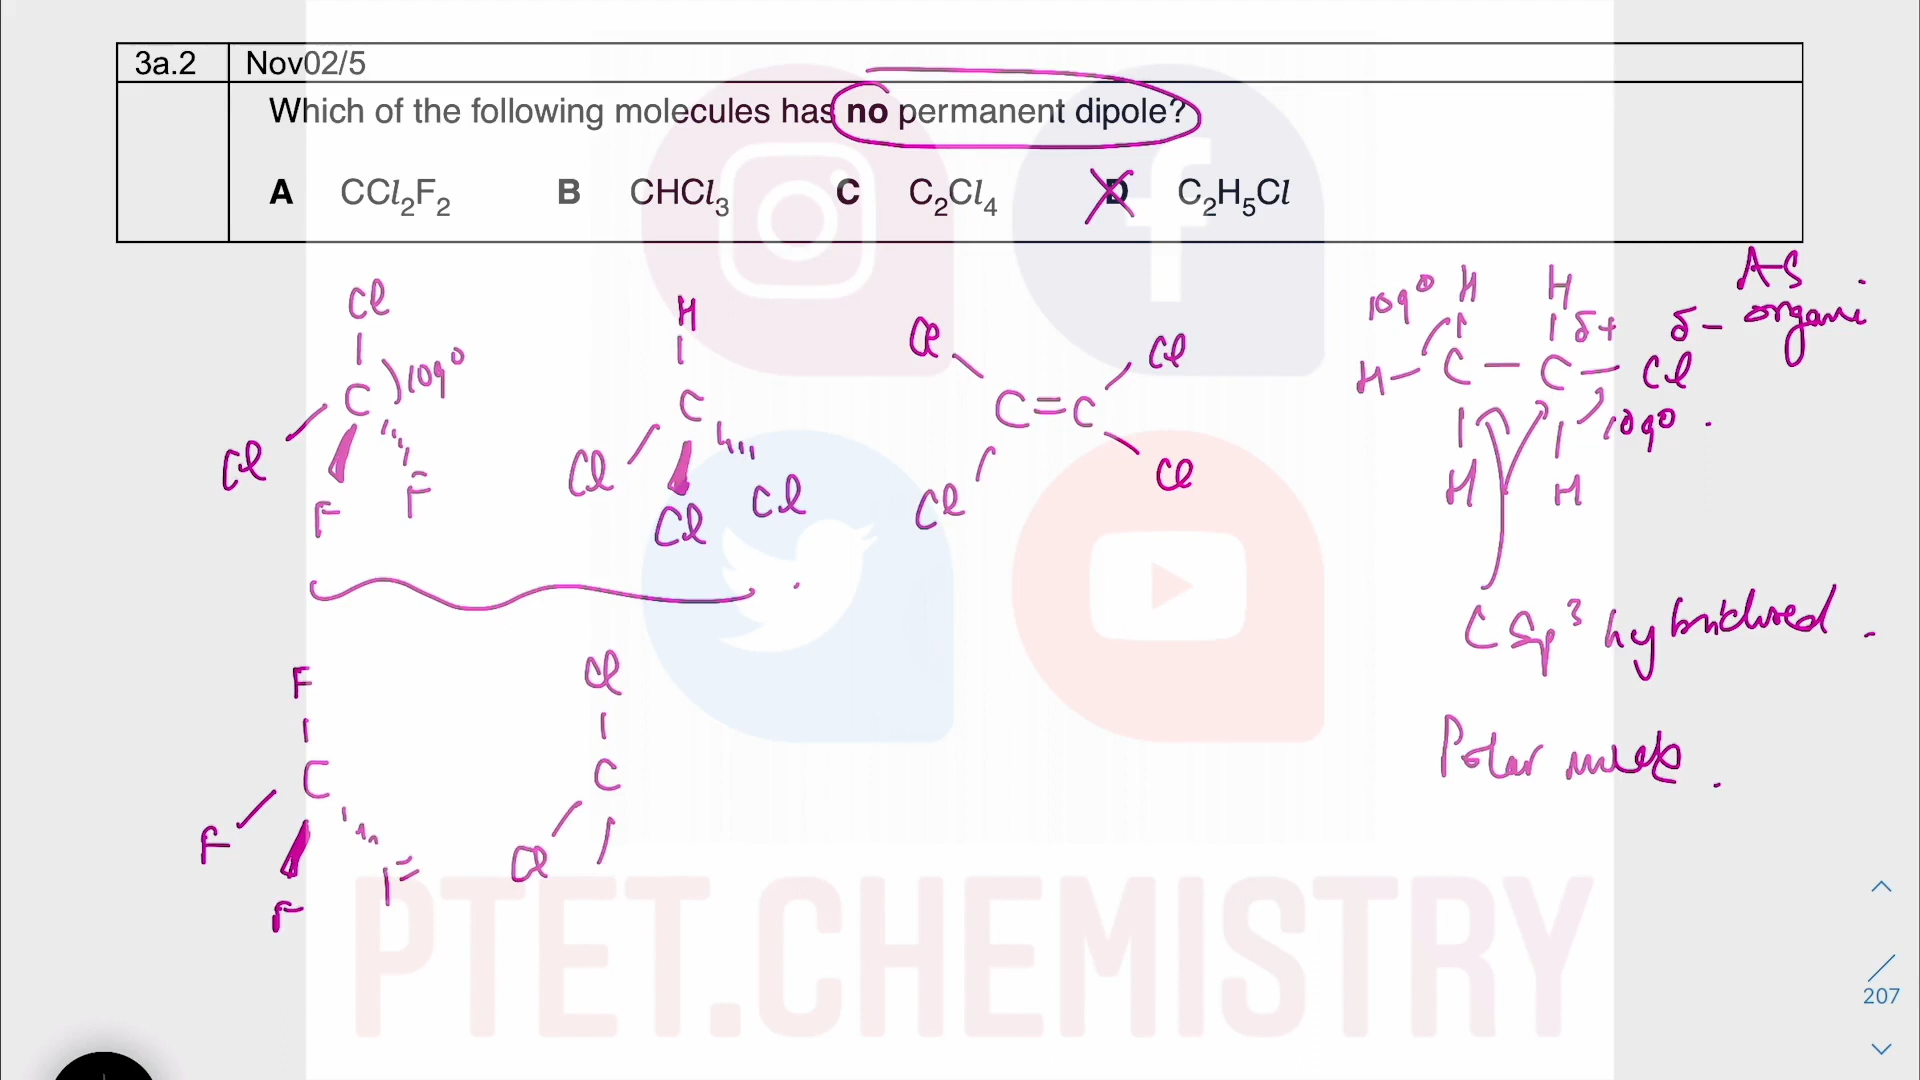 3a.2 Nov02/5
Which of the following molecules has no permanent dipole?
A CCl₂F₂ B CHCl₃ C C₂Cl₄ D C₂H₅Cl
AS
organic
Cl
C 109°
Cl
F F
H
C
Cl Cl Cl
Cl Cl
C=C
Cl Cl
109° H H
δ+ δ-
H-C-C-Cl
109°
H H
C sp³ hybridised.
Polar
F
C
F F F
Cl
C
Cl
PTET.CHEMISTRY
207